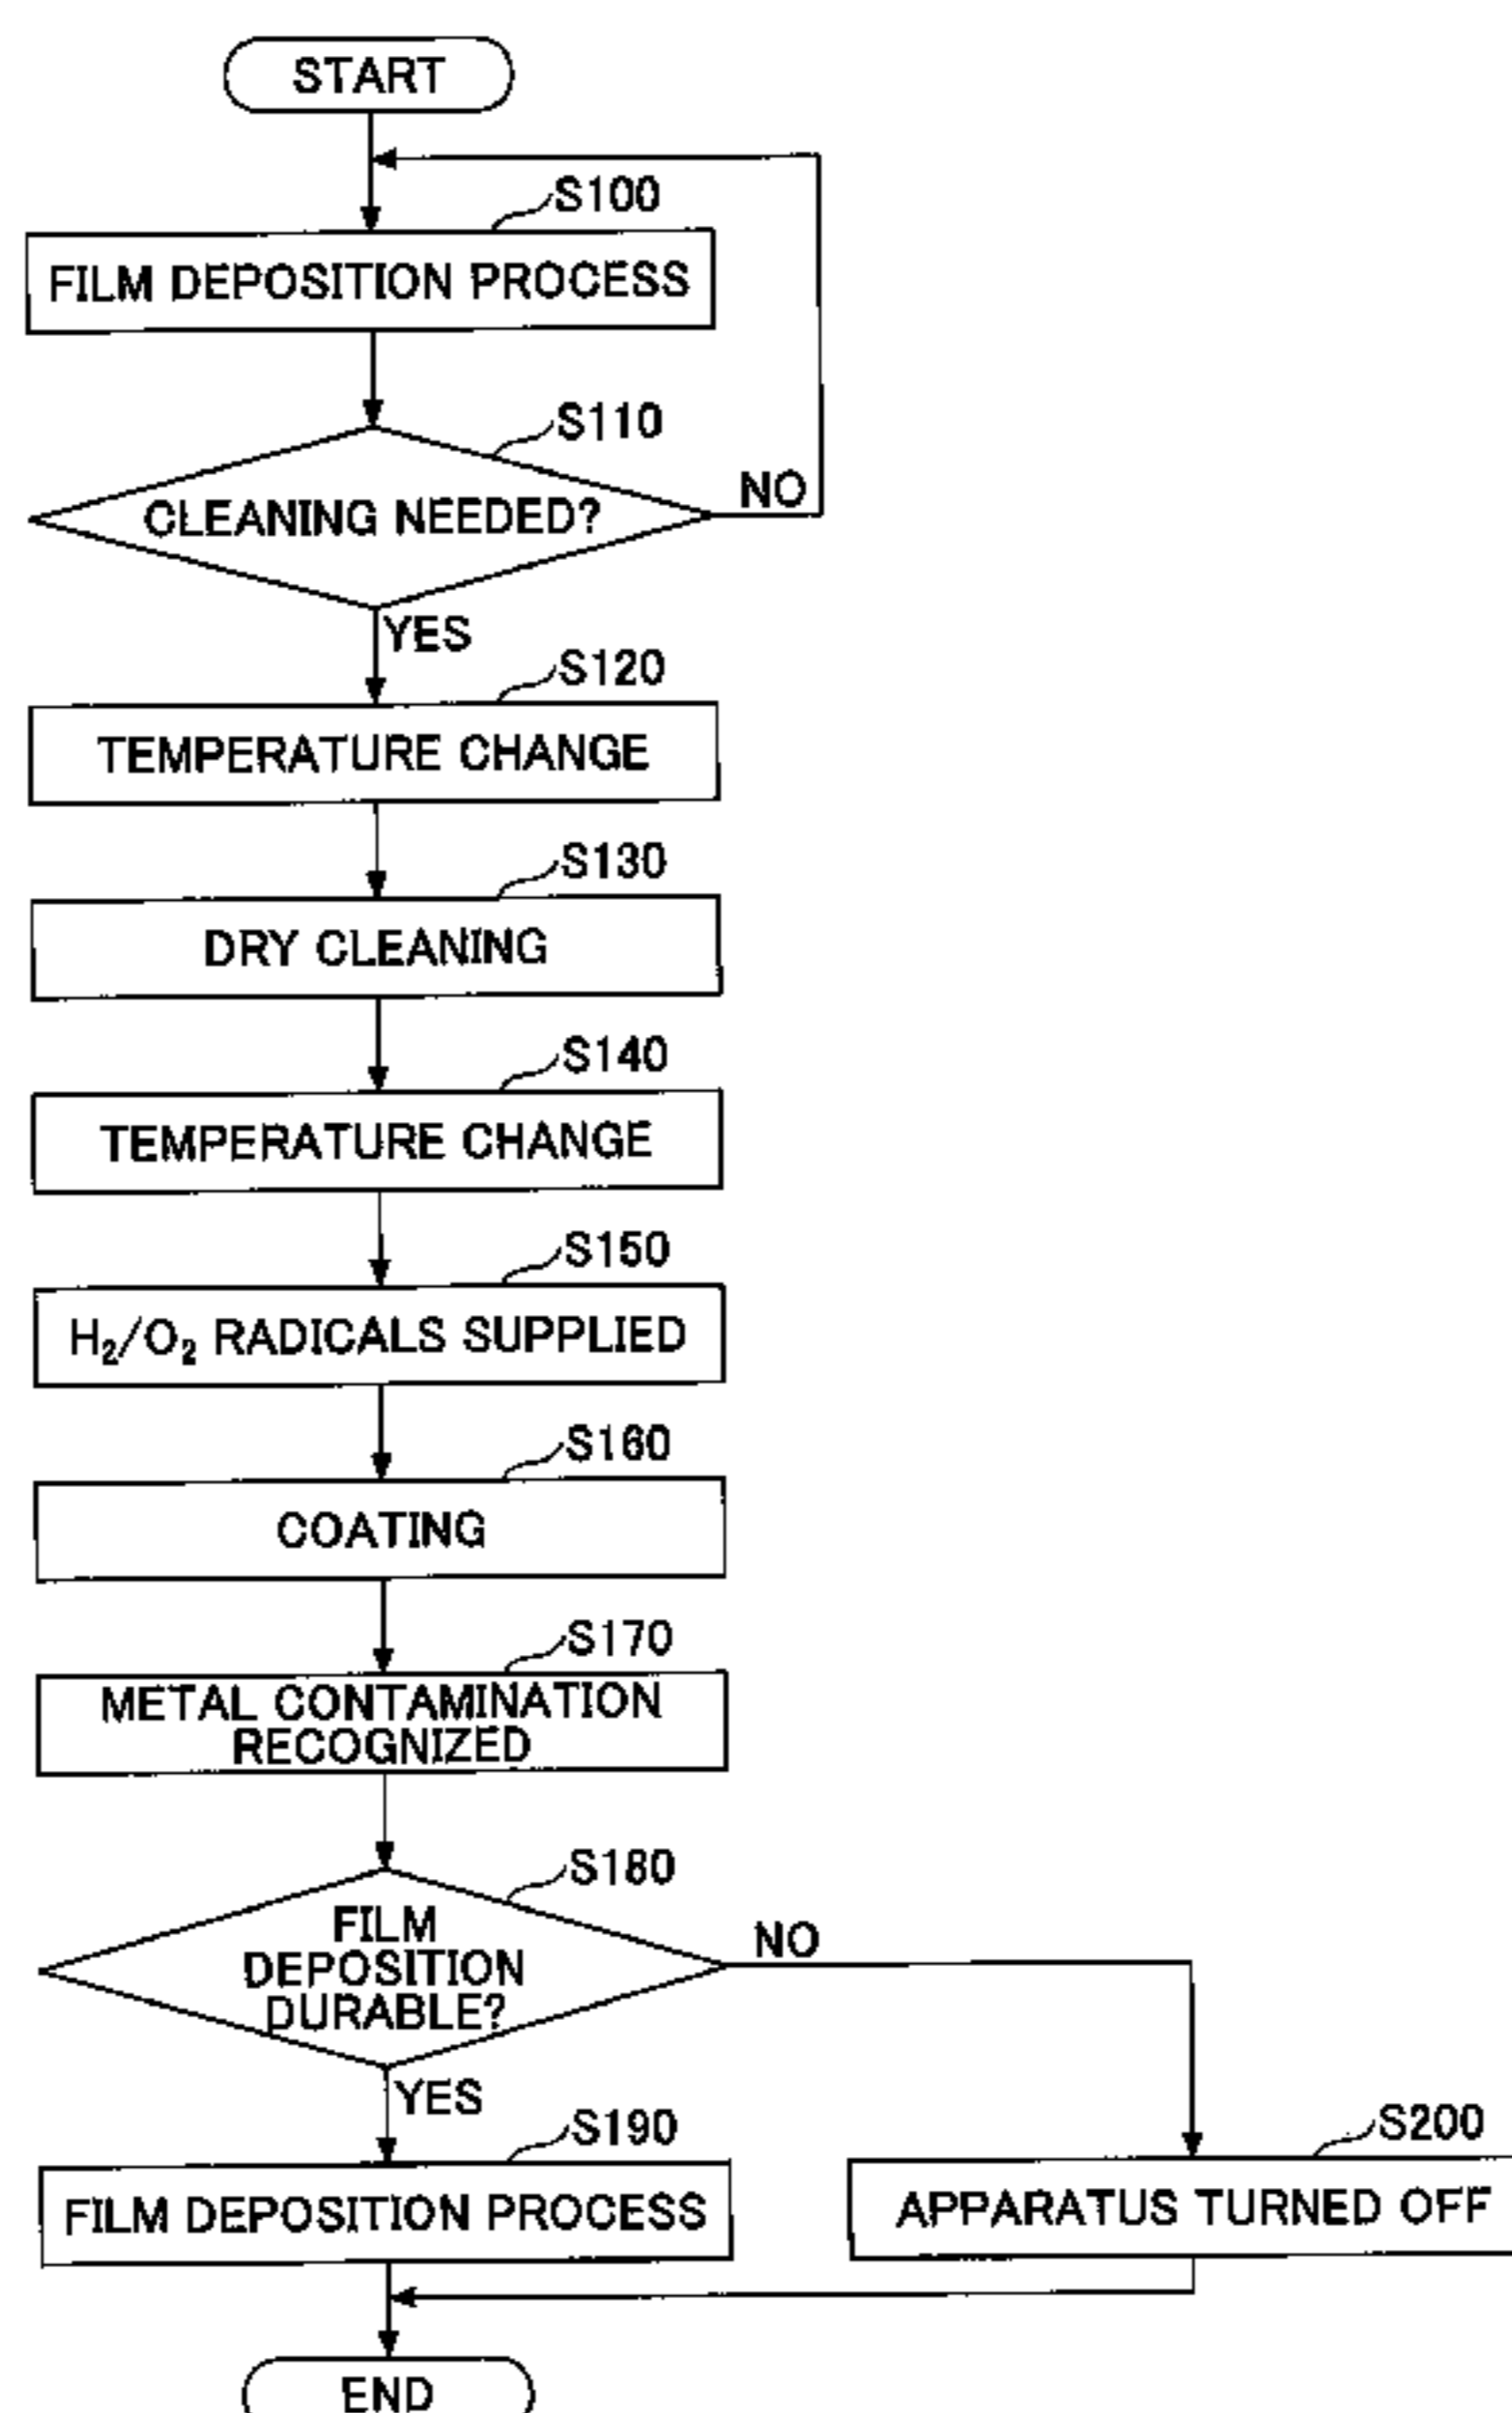 START
S100
FILM DEPOSITION PROCESS
S110
CLEANING NEEDED?
NO
YES
S120
TEMPERATURE CHANGE
S130
DRY CLEANING
S140
TEMPERATURE CHANGE
S150
H₂/O₂ RADICALS SUPPLIED
S160
COATING
S170
METAL CONTAMINATION
RECOGNIZED
S180
FILM
DEPOSITION
DURABLE?
NO
YES
S190
FILM DEPOSITION PROCESS
S200
APPARATUS TURNED OFF
END